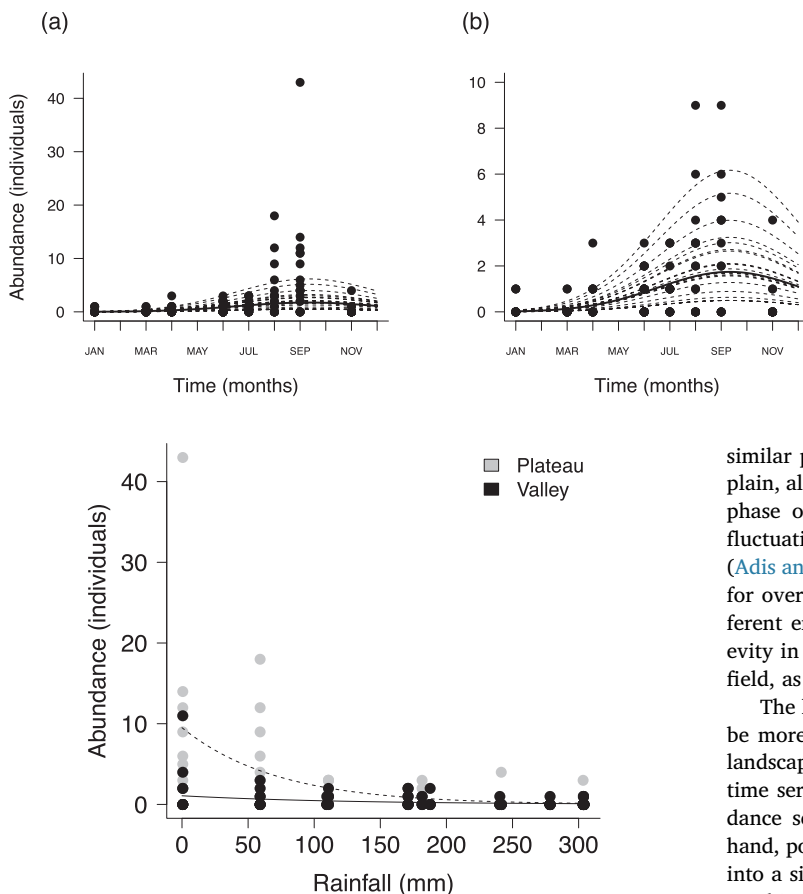 (a)
Abundance (individuals)
40
30
20
10
0
JAN MAR MAY JUL SEP NOV
Time (months)
(b)
10
8
6
4
2
0
JAN MAR MAY JUL SEP NOV
Time (months)
Abundance (individuals)
40
30
20
10
0
Plateau
Valley
0 50 100 150 200 250 300
Rainfall (mm)
similar p
plain, al
phase o
fluctuati
(Adis an
for over
ferent e
evity in
field, as
The
be more
landscap
time ser
dance s
hand, po
into a si